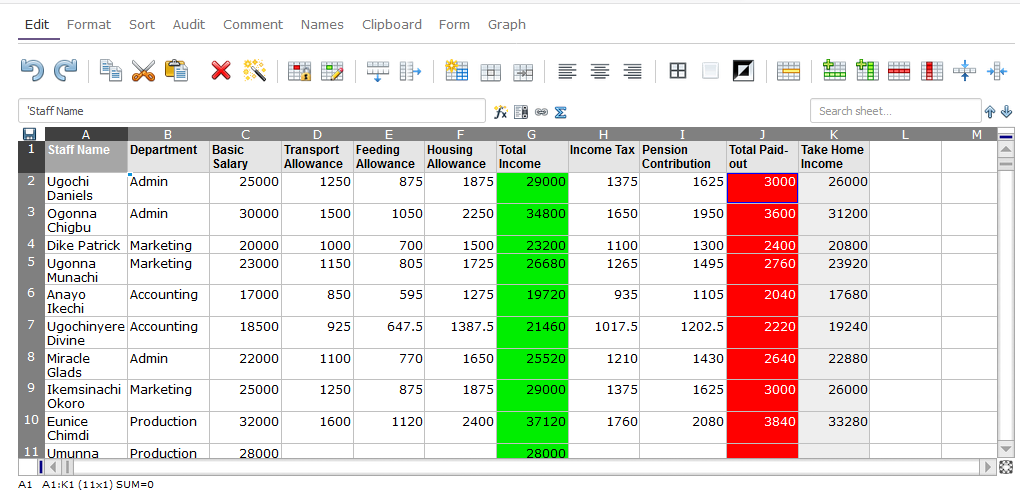 Edit Format Sort Audit Comment Names Clipboard Form Graph
'Staff Name Search sheet...
A B C D E F G H I J K L M
1 Staff Name Department Basic Transport Feeding Housing Total Income Tax Pension Total Paid- Take Home
Salary Allowance Allowance Allowance Income Contribution out Income
2 Ugochi Admin 25000 1250 875 1875 29000 1375 1625 3000 26000
Daniels
3 Ogonna Admin 30000 1500 1050 2250 34800 1650 1950 3600 31200
Chigbu
4 Dike Patrick Marketing 20000 1000 700 1500 23200 1100 1300 2400 20800
5 Ugonna Marketing 23000 1150 805 1725 26680 1265 1495 2760 23920
Munachi
6 Anayo Accounting 17000 850 595 1275 19720 935 1105 2040 17680
Ikechi
7 Ugochinyere Accounting 18500 925 647.5 1387.5 21460 1017.5 1202.5 2220 19240
Divine
8 Miracle Admin 22000 1100 770 1650 25520 1210 1430 2640 22880
Glads
9 Ikemsinachi Marketing 25000 1250 875 1875 29000 1375 1625 3000 26000
Okoro
10 Eunice Production 32000 1600 1120 2400 37120 1760 2080 3840 33280
Chimdi
11 Umunna Production 28000 28000
A1 A1:K1 (11x1) SUM=0